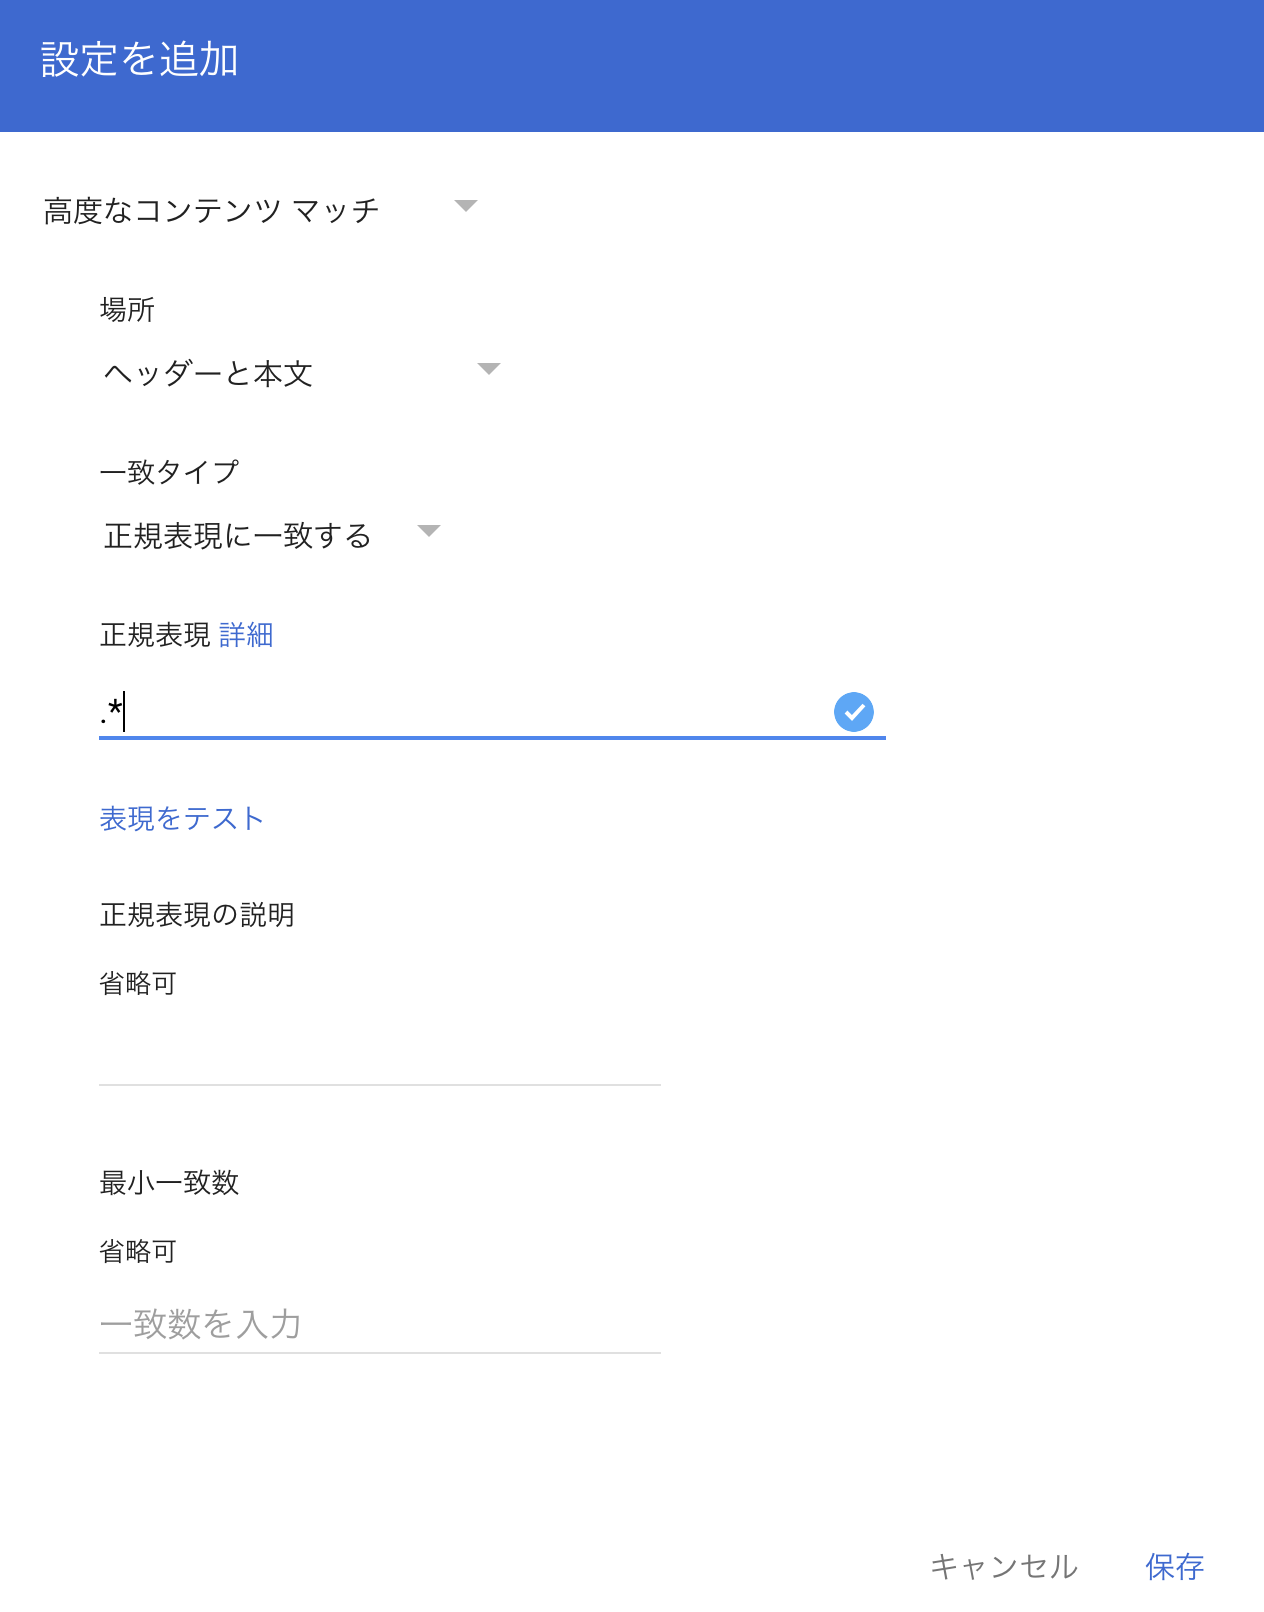 設定を追加
高度なコンテンツ マッチ
場所
ヘッダーと本文
一致タイプ
正規表現に一致する
正規表現 詳細
.*
表現をテスト
正規表現の説明
省略可
最小一致数
省略可
一致数を入力
キャンセル 保存